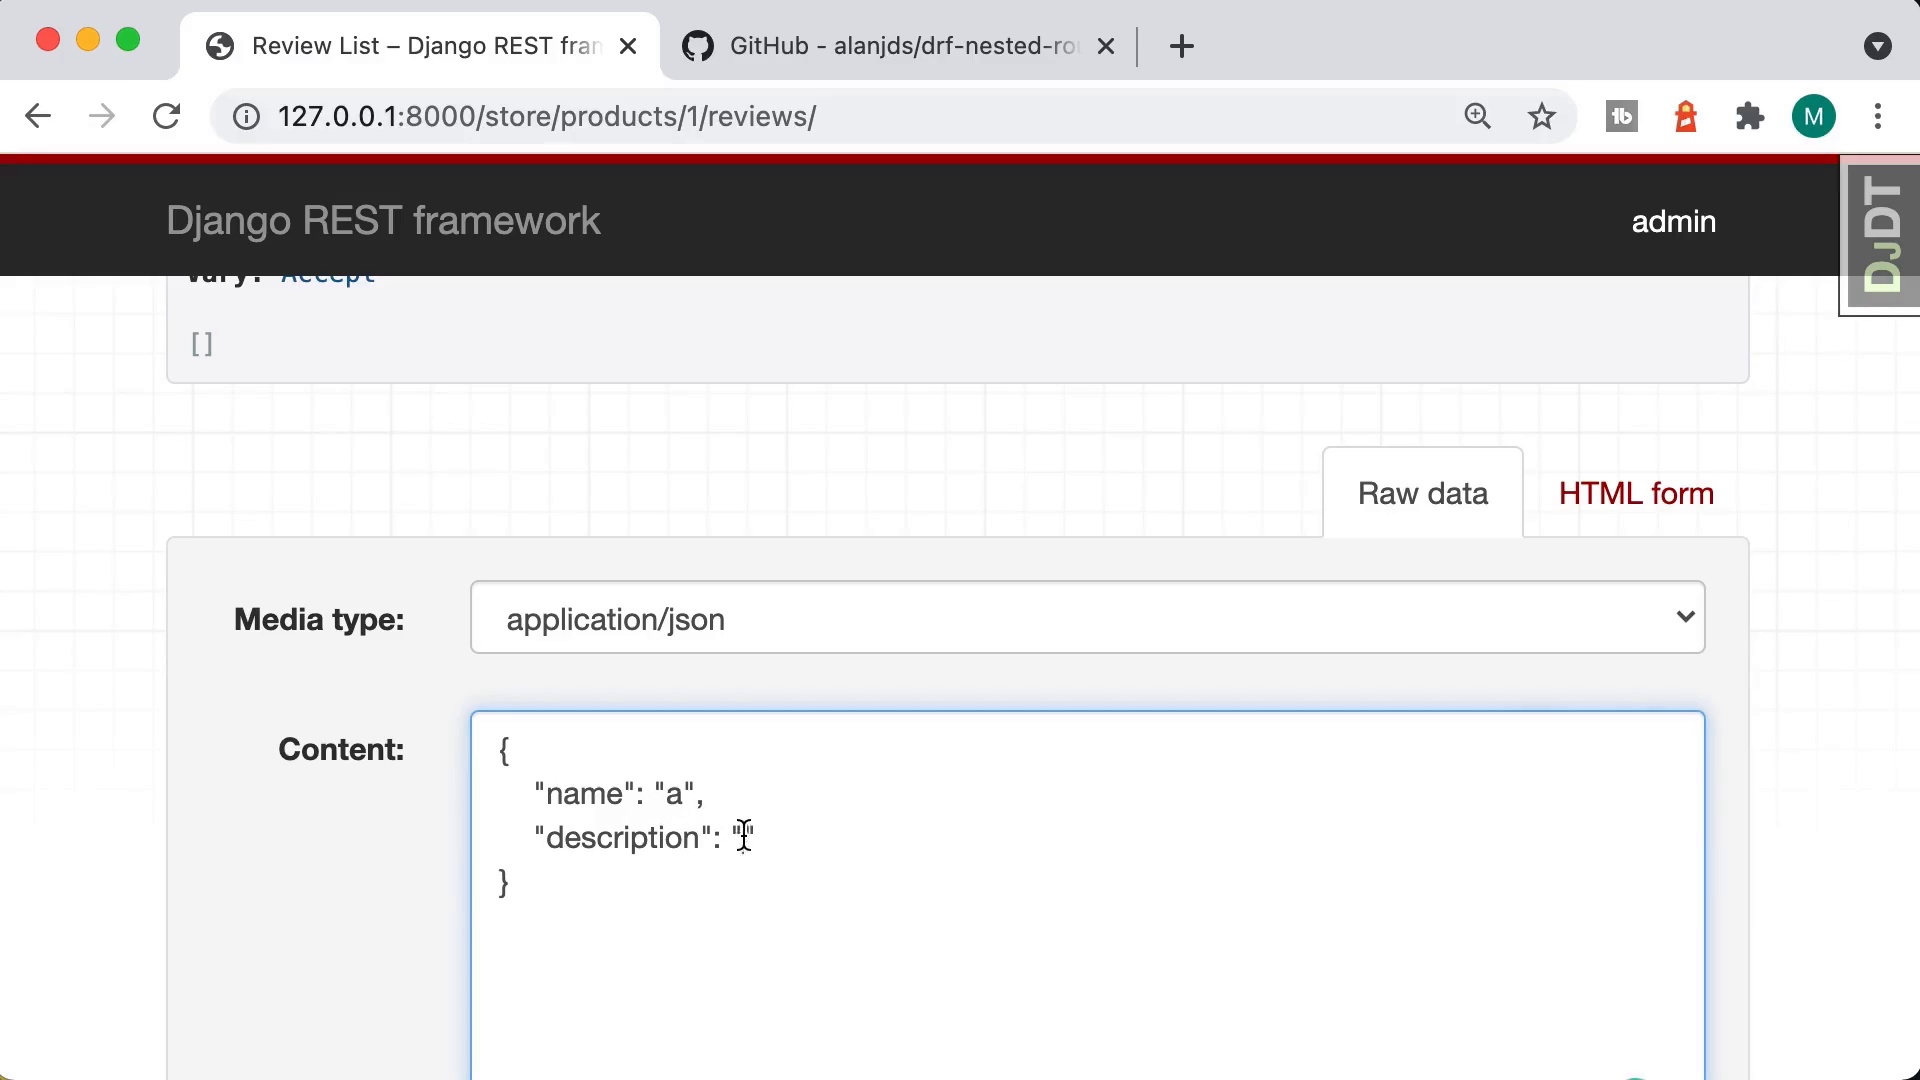 Review List – Django REST fran
GitHub - alanjds/drf-nested-rou
127.0.0.1:8000/store/products/1/reviews/
M
Django REST framework
admin
DJDT
Vary: Accept
[]
Raw data
HTML form
Media type:
application/json
Content:
{
"name": "a",
"description": ""
}